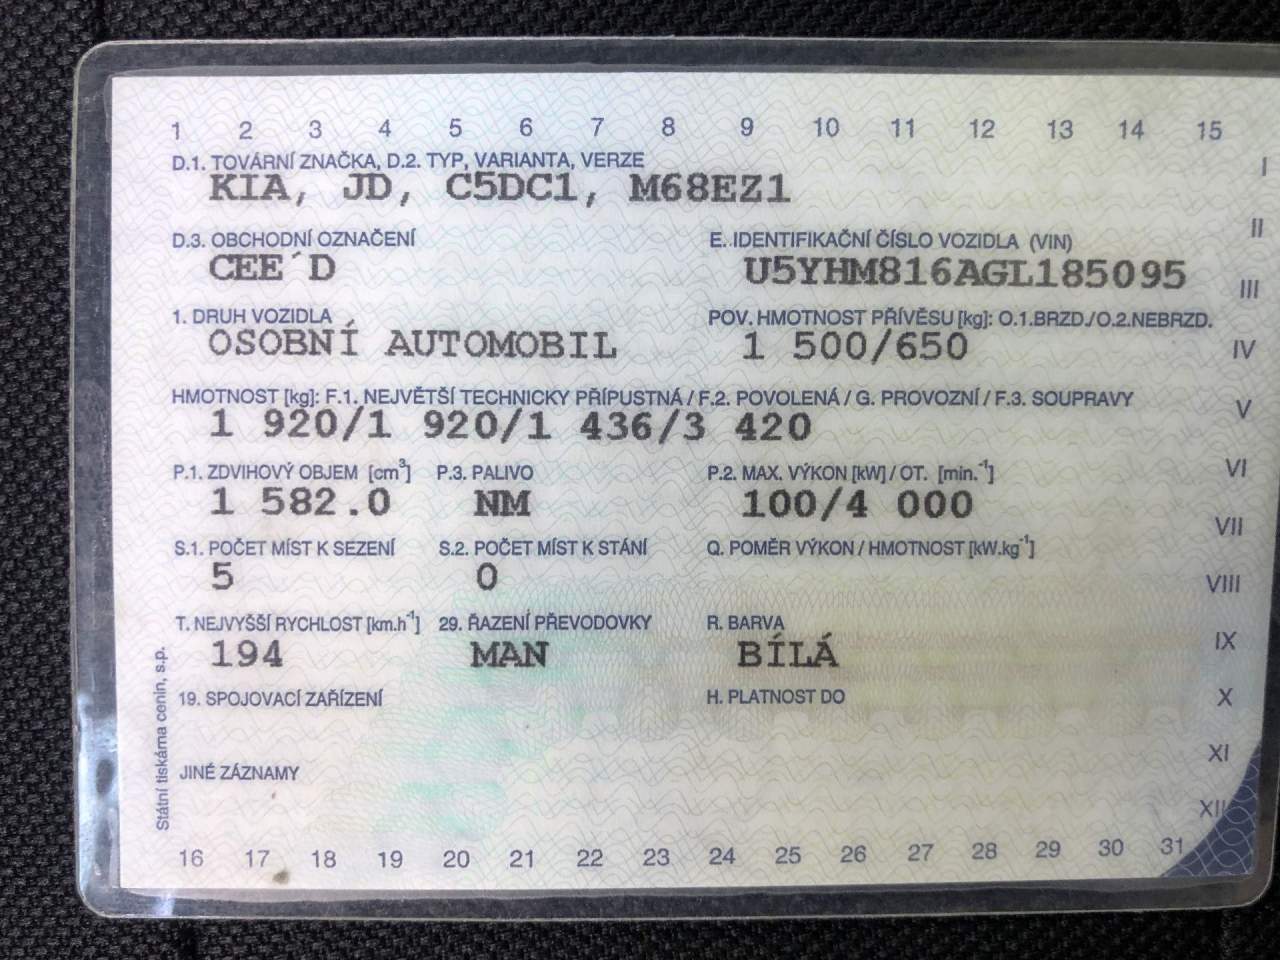 1 2 3 4 5 6 7 8 9 10 11 12 13 14 15
D.1. TOVÁRNÍ ZNAČKA, D.2. TYP, VARIANTA, VERZE
I
KIA, JD, C5DC1, M68EZ1
D.3. OBCHODNÍ OZNAČENÍ E. IDENTIFIKAČNÍ ČÍSLO VOZIDLA (VIN)
II
CEE´D U5YHM816AGL185095
III
1. DRUH VOZIDLA POV. HMOTNOST PŘÍVĚSU [kg]: O.1.BRZD./O.2.NEBRZD.
OSOBNÍ AUTOMOBIL 1 500/650
IV
HMOTNOST [kg]: F.1. NEJVĚTŠÍ TECHNICKY PŘÍPUSTNÁ / F.2. POVOLENÁ / G. PROVOZNÍ / F.3. SOUPRAVY
V
1 920/1 920/1 436/3 420
P.1. ZDVIHOVÝ OBJEM [cm³] P.3. PALIVO P.2. MAX. VÝKON [kW] / OT. [min.⁻¹]
VI
1 582.0 NM 100/4 000
VII
S.1. POČET MÍST K SEZENÍ S.2. POČET MÍST K STÁNÍ Q. POMĚR VÝKON / HMOTNOST [kW.kg⁻¹]
5 0
VIII
T. NEJVYŠŠÍ RYCHLOST [km.h⁻¹] 29. ŘAZENÍ PŘEVODOVKY R. BARVA
IX
194 MAN BÍLÁ
19. SPOJOVACÍ ZAŘÍZENÍ H. PLATNOST DO
X
XI
JINÉ ZÁZNAMY
XII
16 17 18 19 20 21 22 23 24 25 26 27 28 29 30 31
Státní tiskárna cenin, s.p.